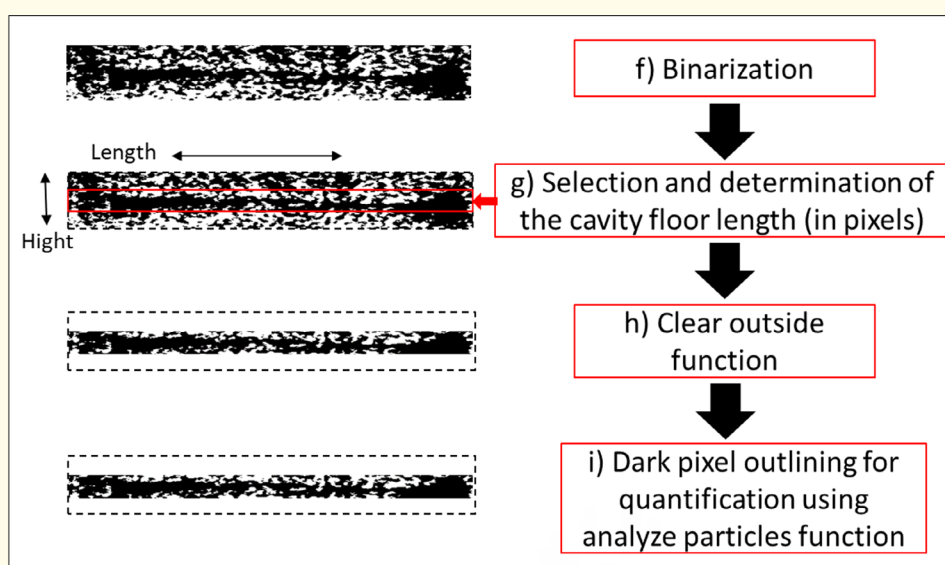 f) Binarization
Length
g) Selection and determination of
the cavity floor length (in pixels)
Hight
h) Clear outside
function
i) Dark pixel outlining for
quantification using
analyze particles function